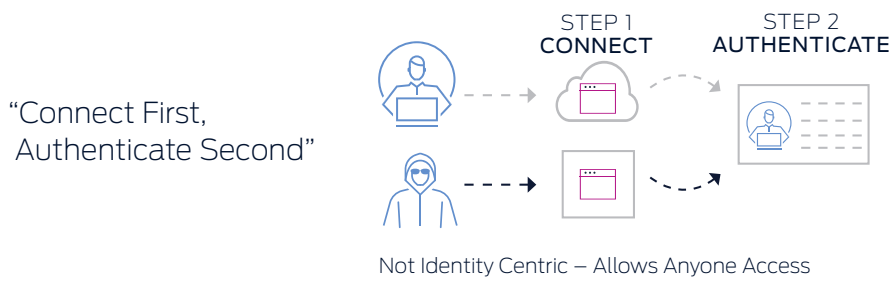 STEP 1
CONNECT
STEP 2
AUTHENTICATE
“Connect First,
Authenticate Second”
Not Identity Centric – Allows Anyone Access